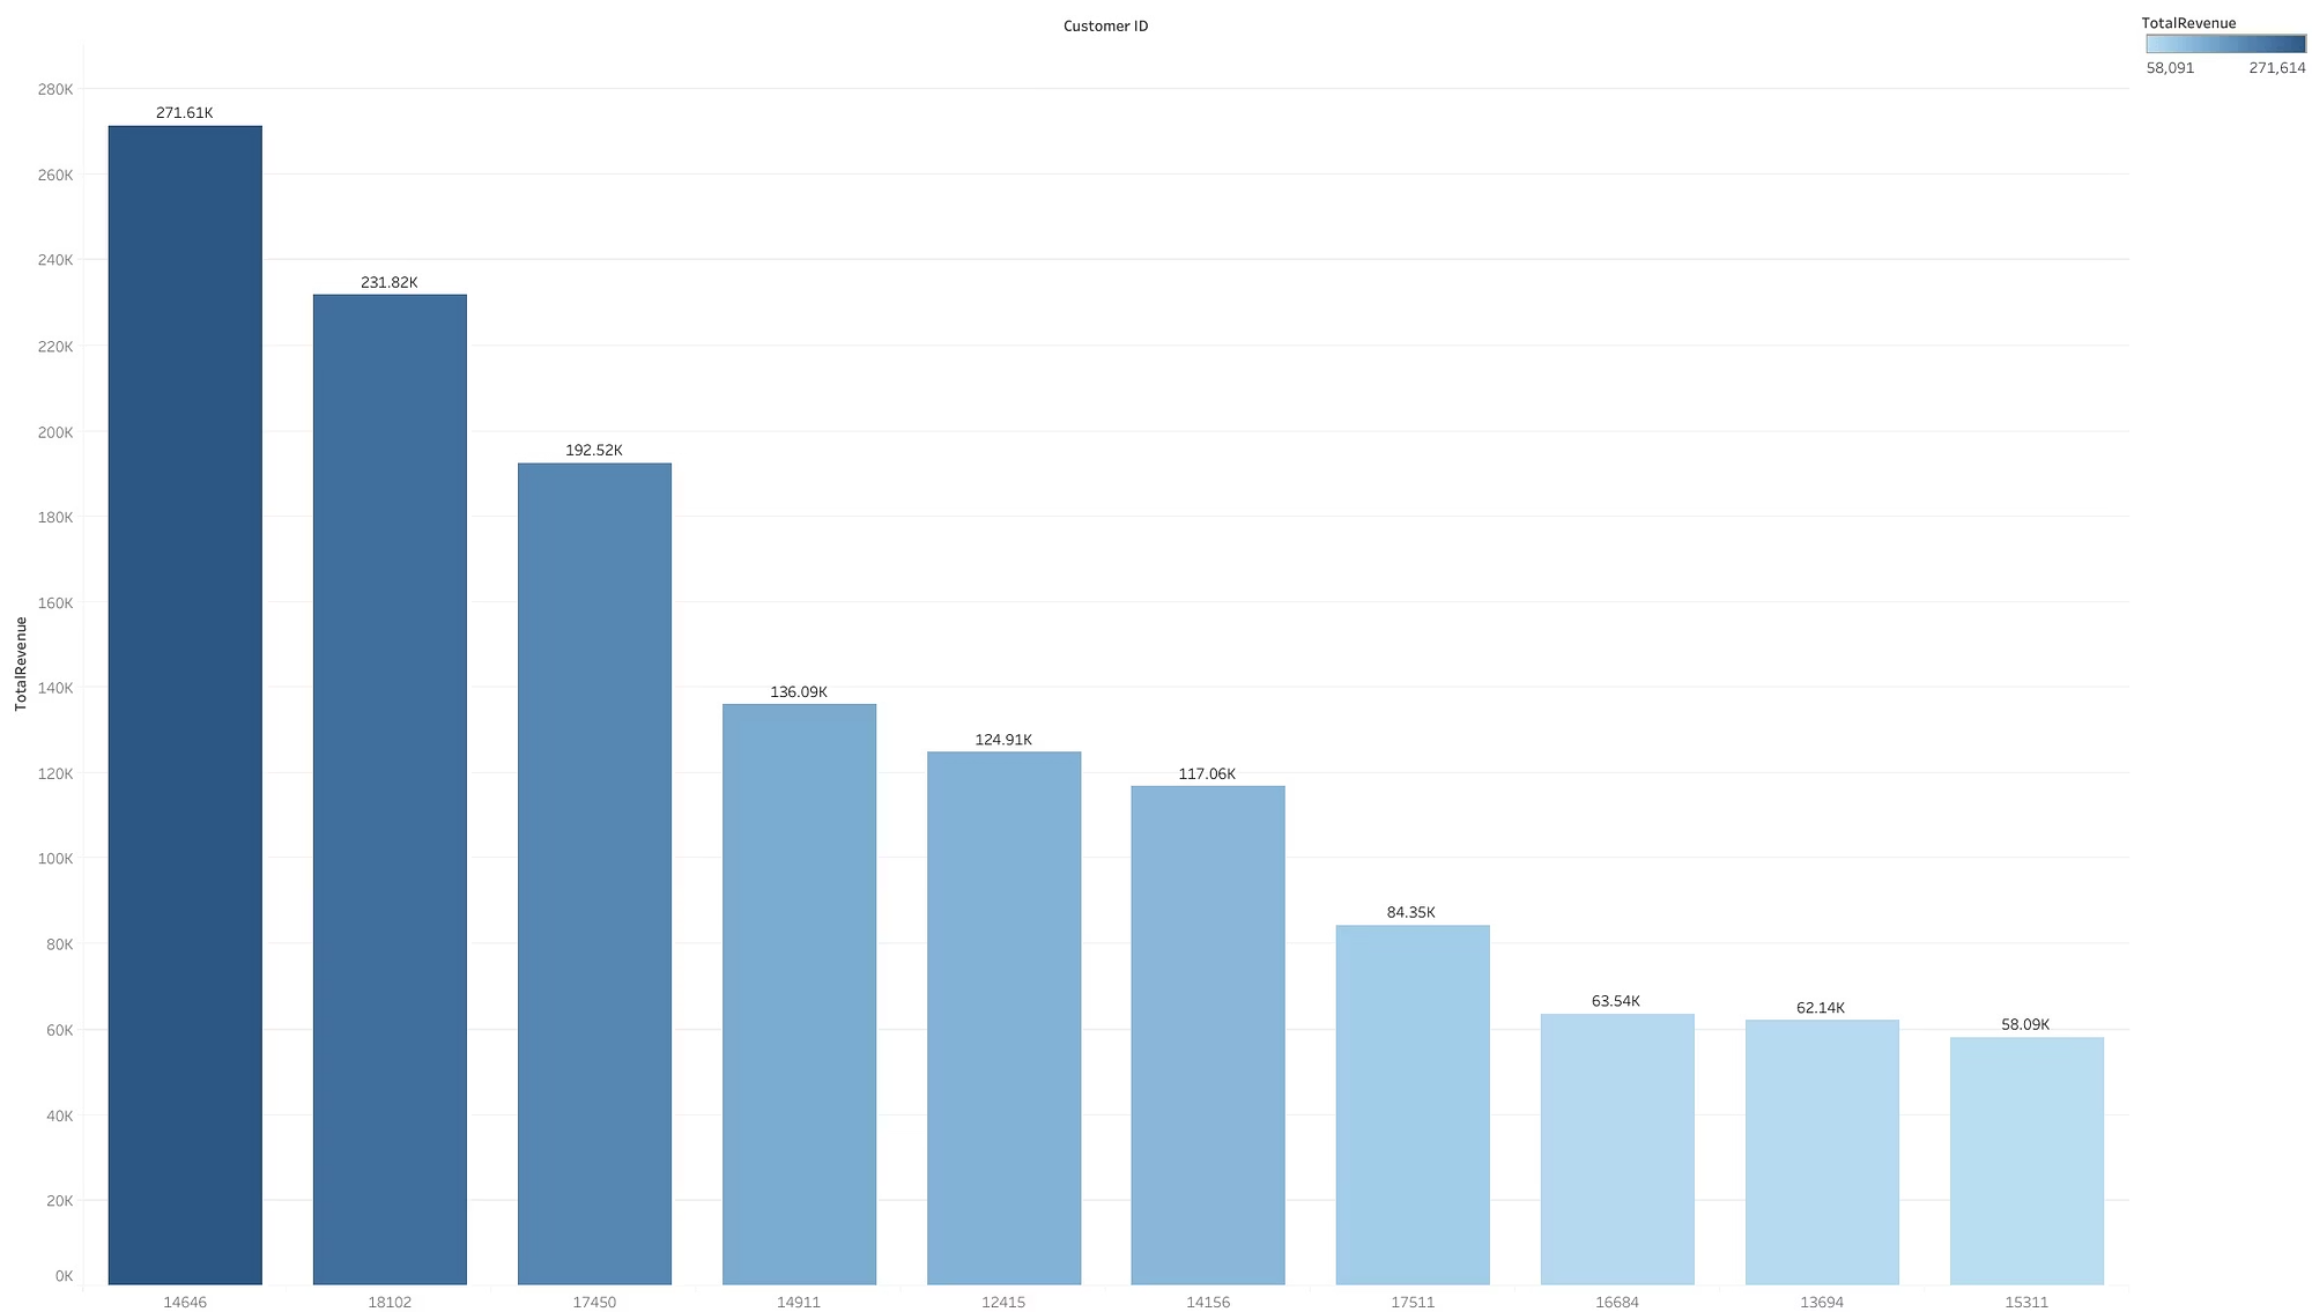 Customer ID
TotalRevenue
58,091 271,614
280K
260K
240K
220K
200K
180K
160K
140K
120K
100K
80K
60K
40K
20K
0K
TotalRevenue
271.61K
231.82K
192.52K
136.09K
124.91K
117.06K
84.35K
63.54K
62.14K
58.09K
14646 18102 17450 14911 12415 14156 17511 16684 13694 15311